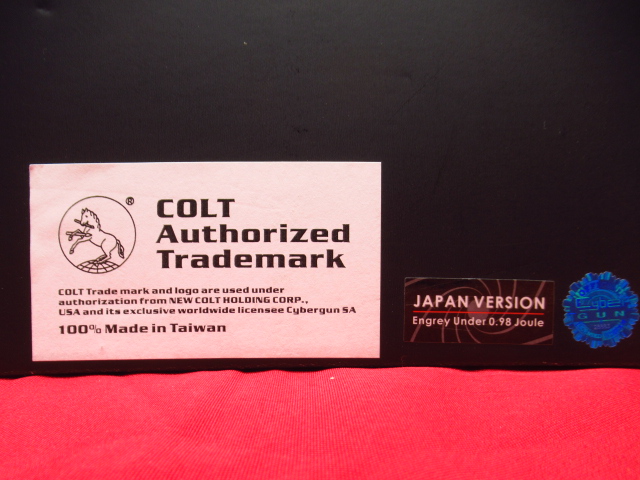 ®
COLT
Authorized
Trademark
COLT Trade mark and logo are used under
authorization from NEW COLT HOLDING CORP.,
USA and its exclusive worldwide licensee Cybergun SA
100% Made in Taiwan
JAPAN VERSION
Engrey Under 0.98 Joule
GUN